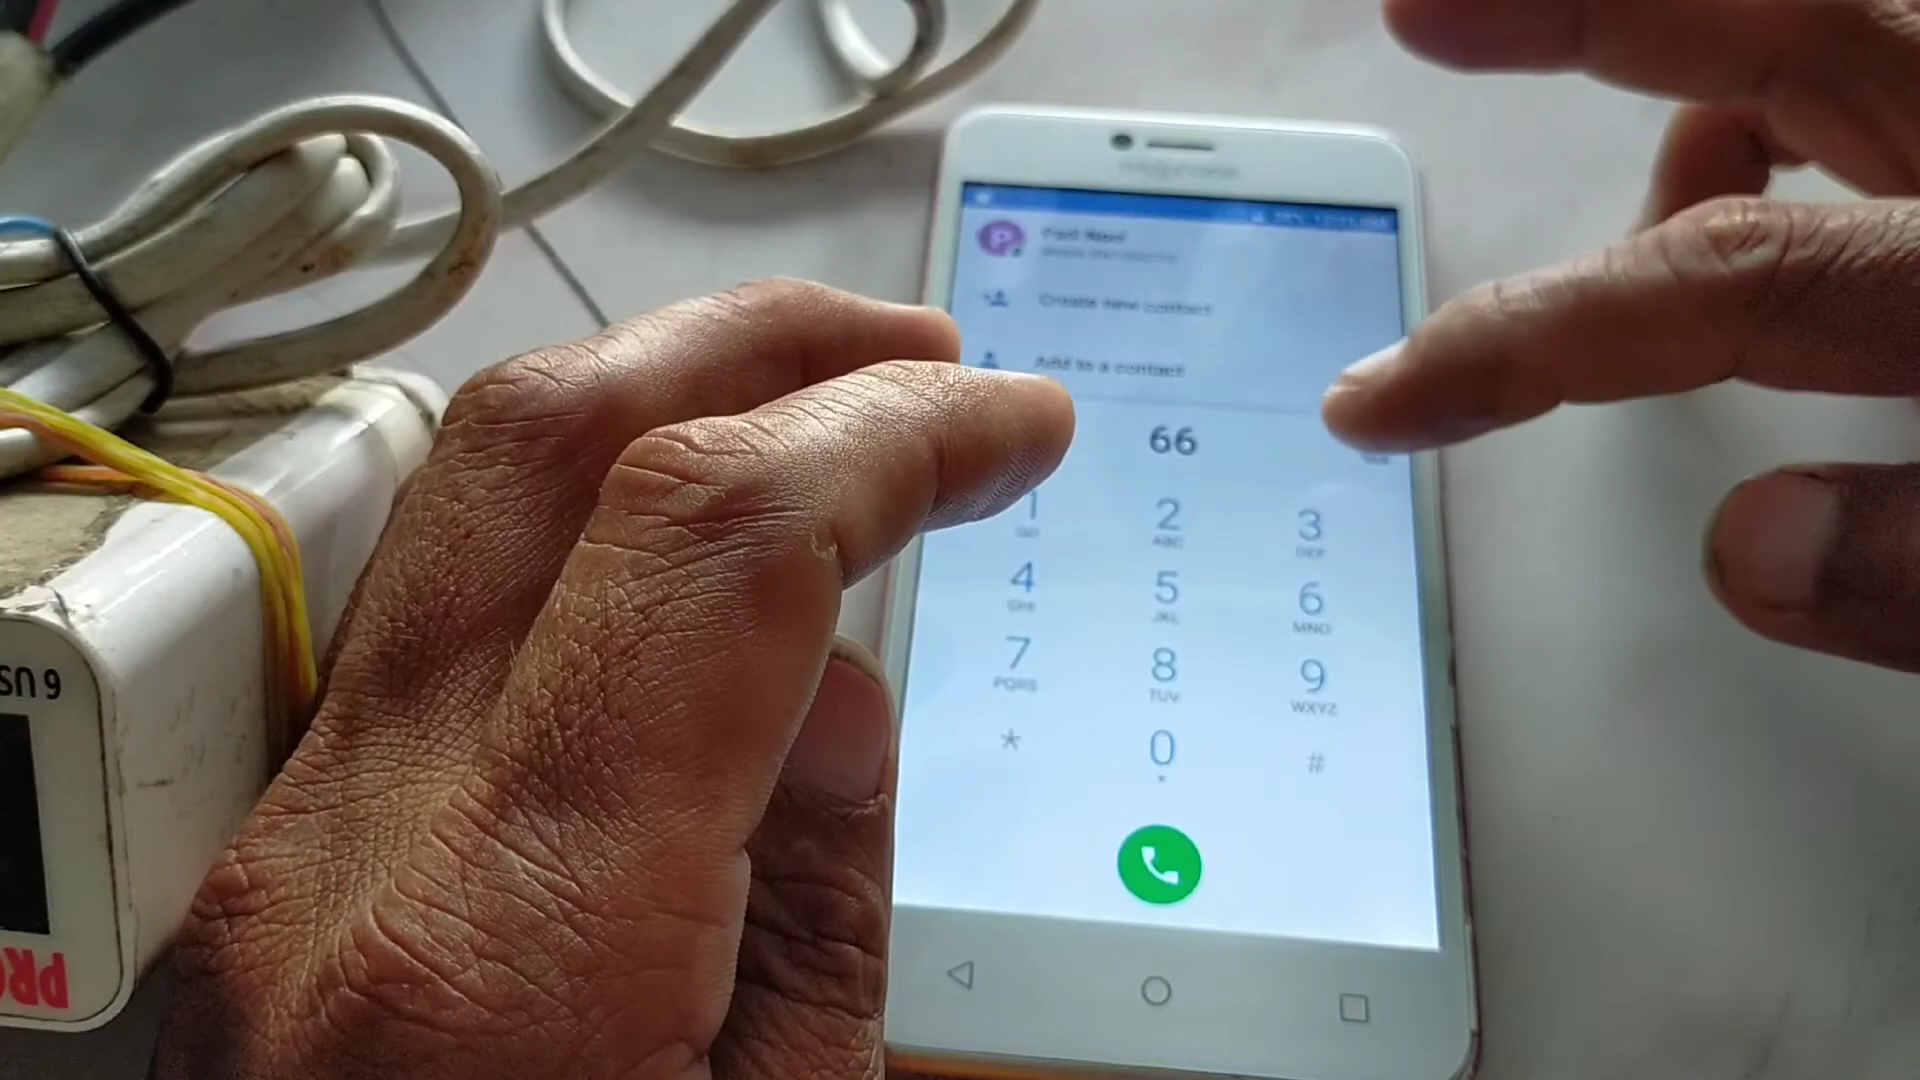 P
Create new contact
Add to a contact
66
1
2
ABC
3
DEF
4
GHI
5
JKL
6
MNO
7
PQRS
8
TUV
9
WXYZ
*
0
#
6 US
PRO